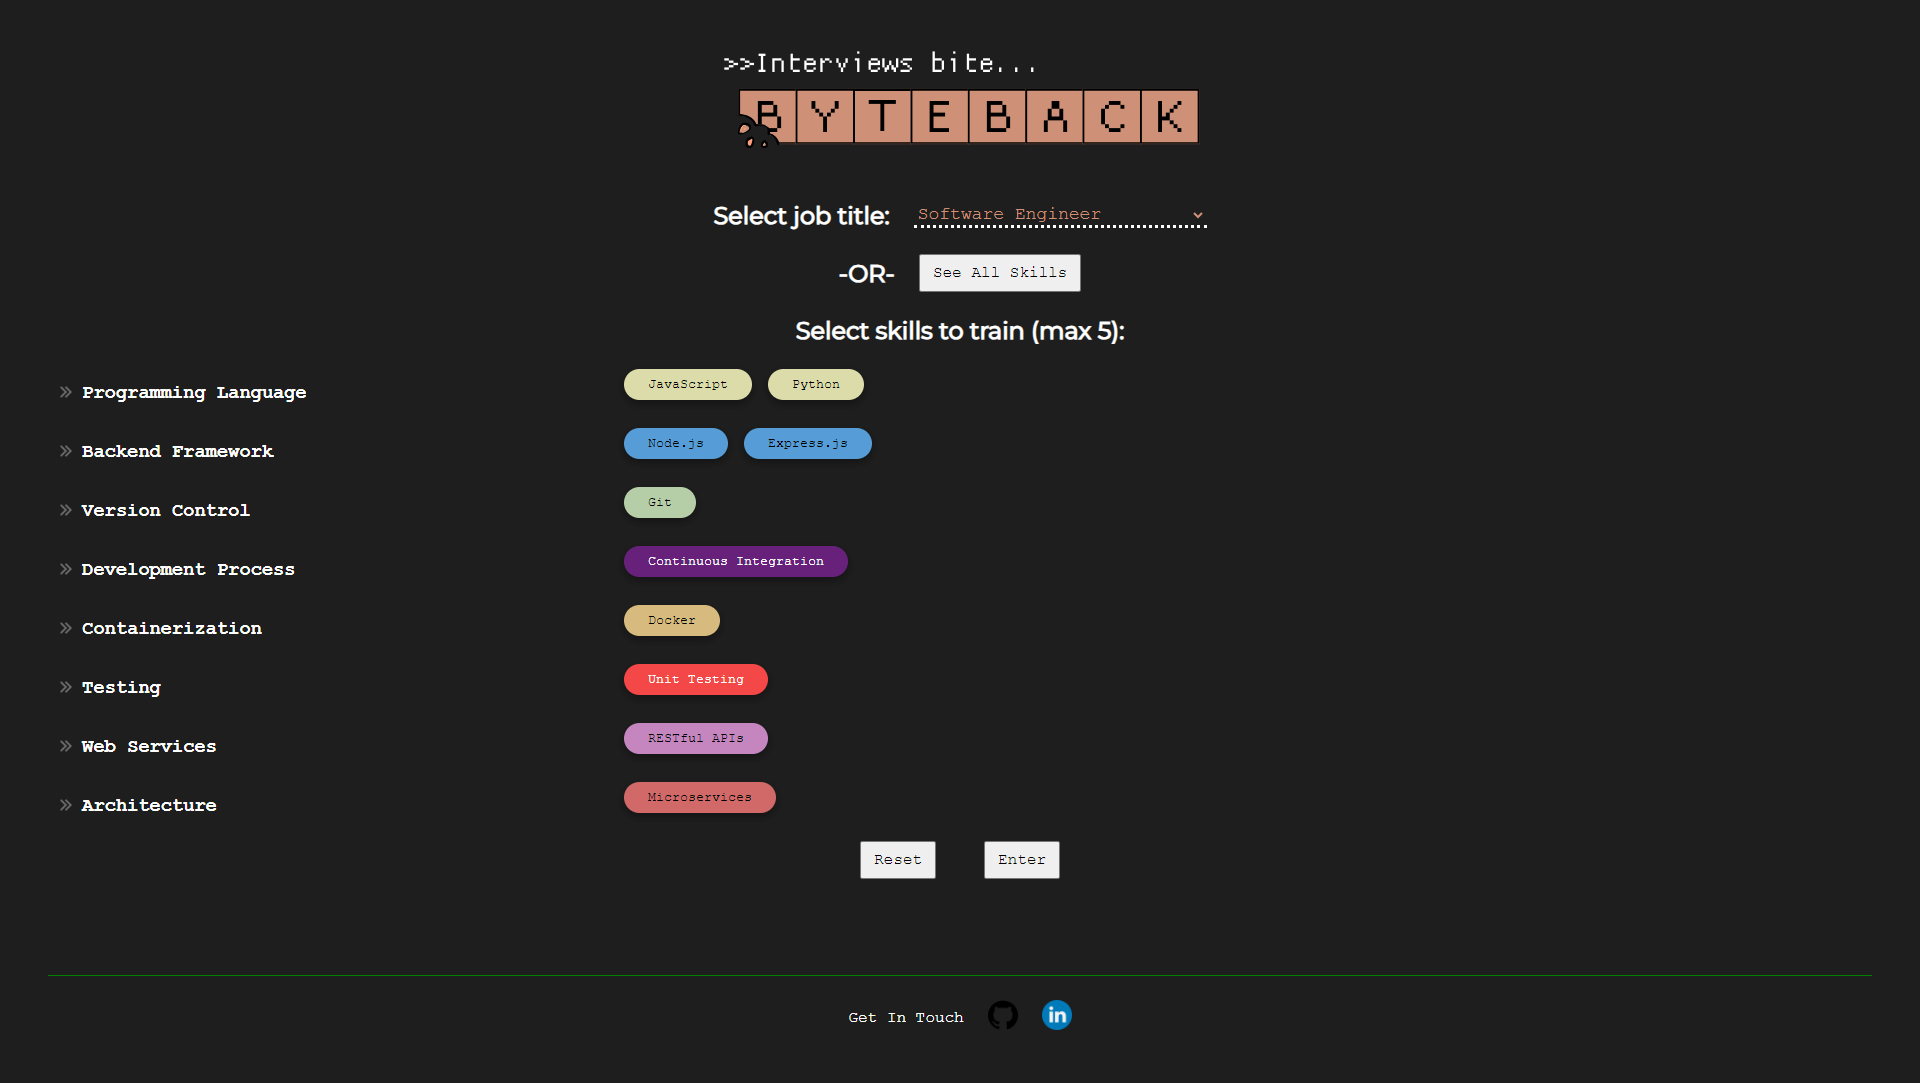 >>Interviews bite...
BYTEBACK
Select job title: Software Engineer
-OR- See All Skills
Select skills to train (max 5):
» Programming Language JavaScript Python
» Backend Framework Node.js Express.js
» Version Control Git
» Development Process Continuous Integration
» Containerization Docker
» Testing Unit Testing
» Web Services RESTful APIs
» Architecture Microservices
Reset Enter
Get In Touch in